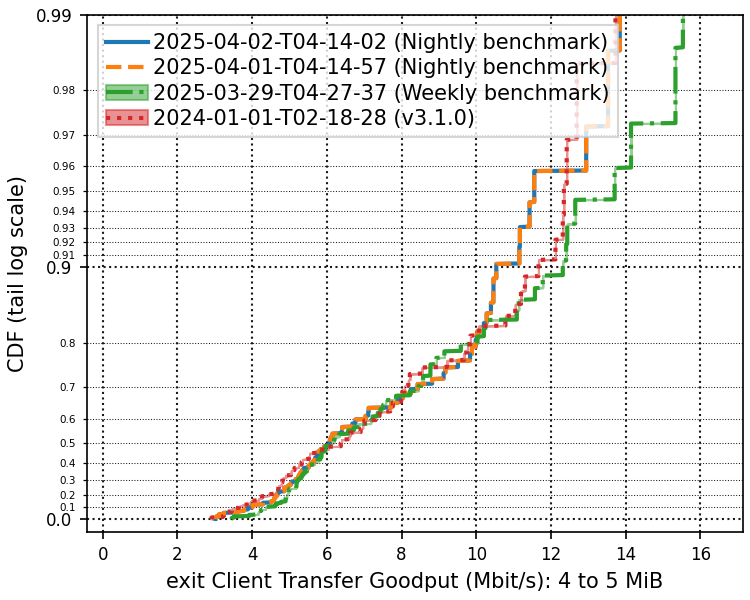 0.99
2025-04-02-T04-14-02 (Nightly benchmark)
2025-04-01-T04-14-57 (Nightly benchmark)
2025-03-29-T04-27-37 (Weekly benchmark)
2024-01-01-T02-18-28 (v3.1.0)
0.98
0.97
0.96
0.95
0.94
0.93
0.92
0.91
0.9
0.8
0.7
0.6
0.5
0.4
0.3
0.2
0.1
0.0
CDF (tail log scale)
0 2 4 6 8 10 12 14 16
exit Client Transfer Goodput (Mbit/s): 4 to 5 MiB